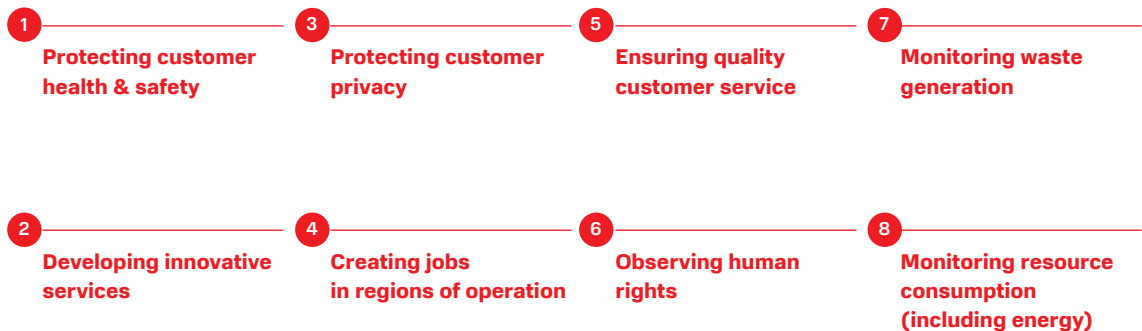 1
Protecting customer
health & safety
2
Developing innovative
services
3
Protecting customer
privacy
4
Creating jobs
in regions of operation
5
Ensuring quality
customer service
6
Observing human
rights
7
Monitoring waste
generation
8
Monitoring resource
consumption
(including energy)